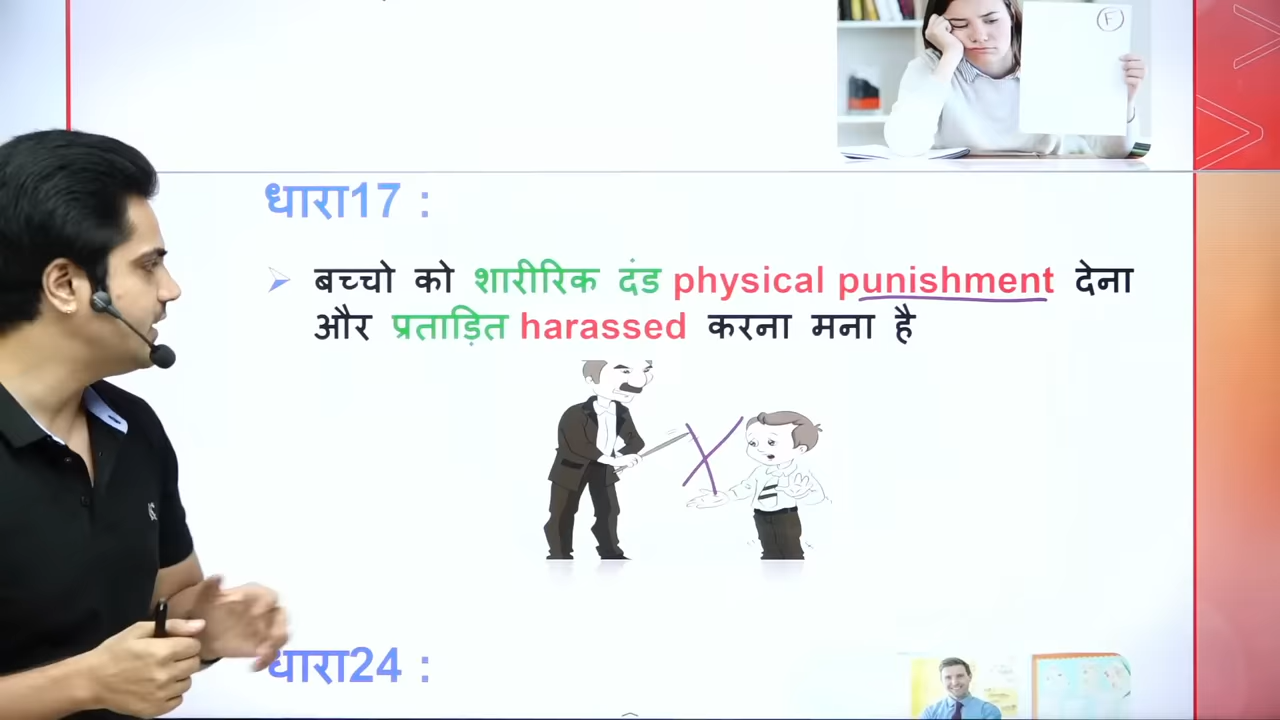 F
धारा17 :
बच्चो को शारीरिक दंड physical punishment देना
और प्रताड़ित harassed करना मना है
धारा24 :